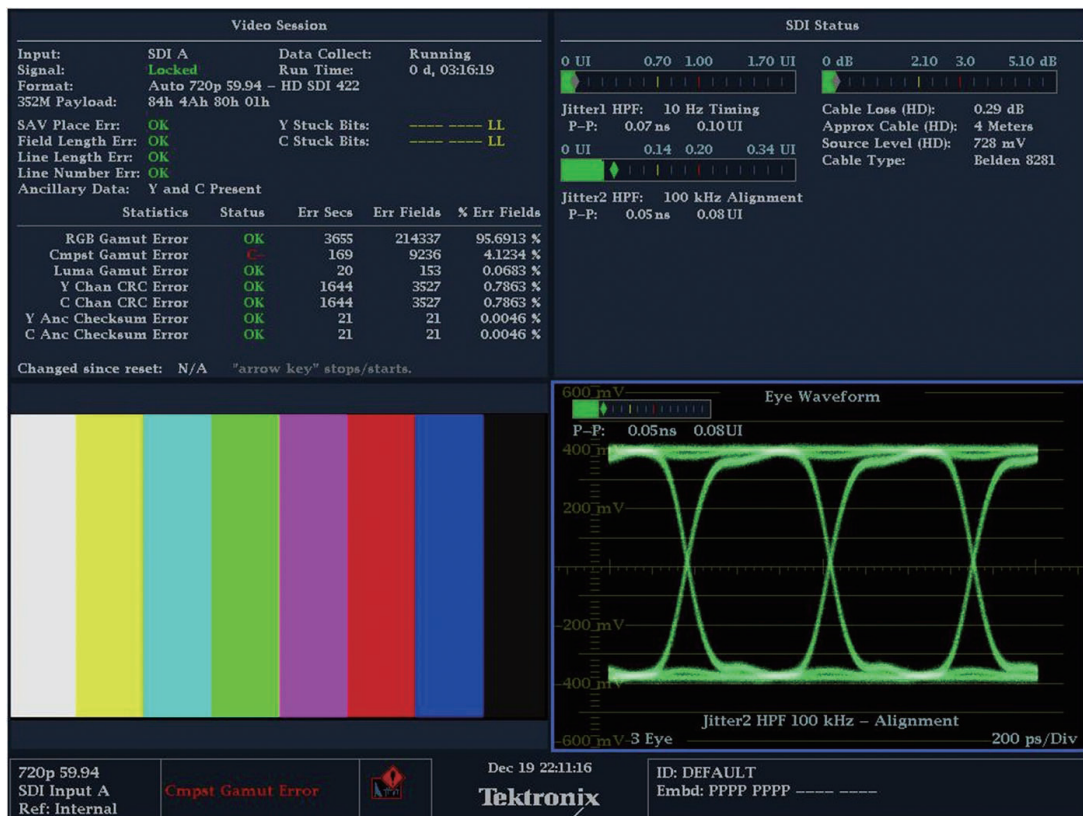 Video Session
Input: SDI A Data Collect: Running
Signal: Locked Run Time: 0 d, 03:16:19
Format: Auto 720p 59.94 – HD SDI 422
352M Payload: 84h 4Ah 80h 01h
SAV Place Err: OK Y Stuck Bits: –––– –––– LL
Field Length Err: OK C Stuck Bits: –––– –––– LL
Line Length Err: OK
Line Number Err: OK
Ancillary Data: Y and C Present
Statistics Status Err Secs Err Fields % Err Fields
RGB Gamut Error OK 3655 214337 95.6913 %
Cmpst Gamut Error C– 169 9236 4.1234 %
Luma Gamut Error OK 20 153 0.0683 %
Y Chan CRC Error OK 1644 3527 0.7863 %
C Chan CRC Error OK 1644 3527 0.7863 %
Y Anc Checksum Error OK 21 21 0.0046 %
C Anc Checksum Error OK 21 21 0.0046 %
Changed since reset: N/A "arrow key" stops/starts.
SDI Status
0 UI 0.70 1.00 1.70 UI
Jitter1 HPF: 10 Hz Timing
P–P: 0.07 ns 0.10 UI
0 UI 0.14 0.20 0.34 UI
Jitter2 HPF: 100 kHz Alignment
P–P: 0.05 ns 0.08 UI
0 dB 2.10 3.0 5.10 dB
Cable Loss (HD): 0.29 dB
Approx Cable (HD): 4 Meters
Source Level (HD): 728 mV
Cable Type: Belden 8281
600 mV
Eye Waveform
P–P: 0.05ns 0.08UI
400 mV
200 mV
–200 mV
–400 mV
Jitter2 HPF 100 kHz – Alignment
–600 mV 3 Eye 200 ps/Div
720p 59.94
SDI Input A
Ref: Internal
Cmpst Gamut Error
Dec 19 22:11:16
Tektronix
ID: DEFAULT
Embd: PPPP PPPP –––– ––––